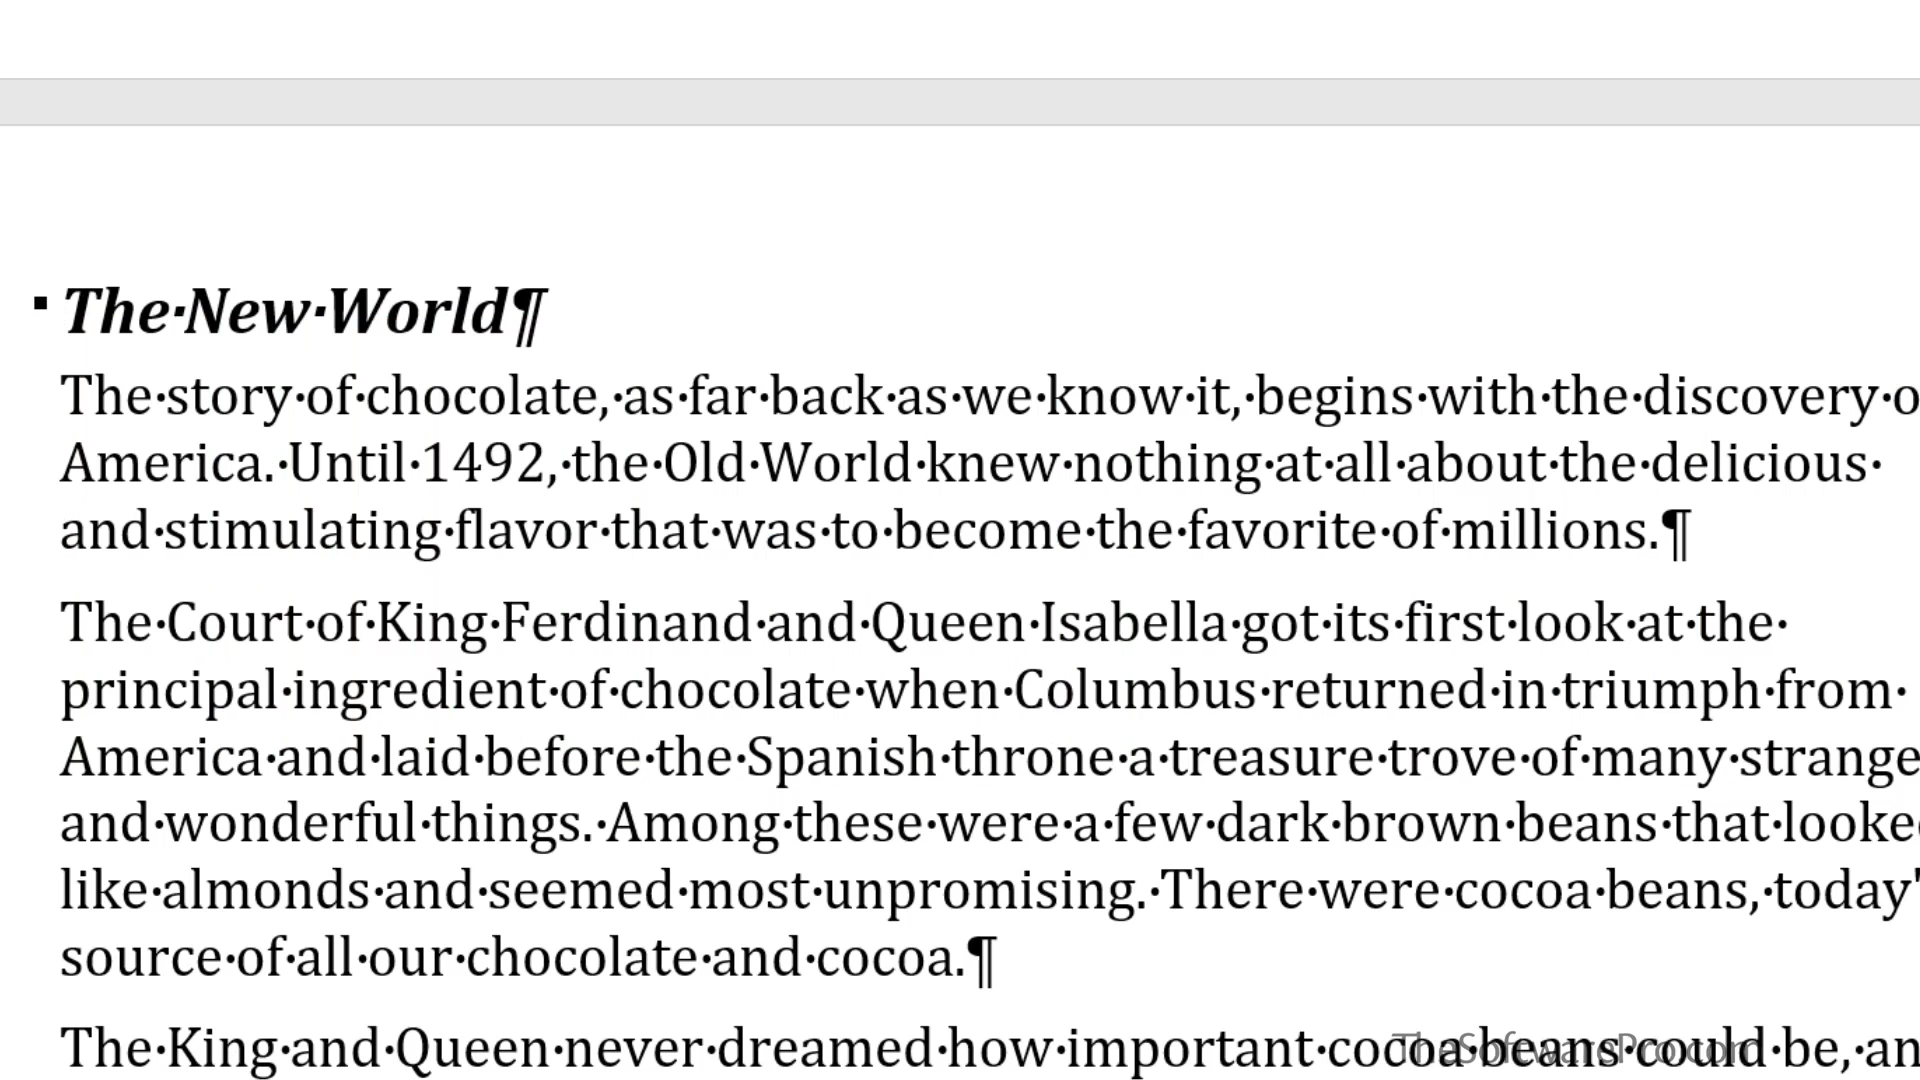 ▪ The·New·World¶
The·story·of·chocolate,·as·far·back·as·we·know·it,·begins·with·the·discovery·o
America.·Until·1492,·the·Old·World·knew·nothing·at·all·about·the·delicious·
and·stimulating·flavor·that·was·to·become·the·favorite·of·millions.¶
The·Court·of·King·Ferdinand·and·Queen·Isabella·got·its·first·look·at·the·
principal·ingredient·of·chocolate·when·Columbus·returned·in·triumph·from·
America·and·laid·before·the·Spanish·throne·a·treasure·trove·of·many·strange
and·wonderful·things.·Among·these·were·a·few·dark·brown·beans·that·looked
like·almonds·and·seemed·most·unpromising.·There·were·cocoa·beans,·today'
source·of·all·our·chocolate·and·cocoa.¶
The·King·and·Queen·never·dreamed·how·important·cocoa·beans·could·be,·an
TheSoftwarePro.com